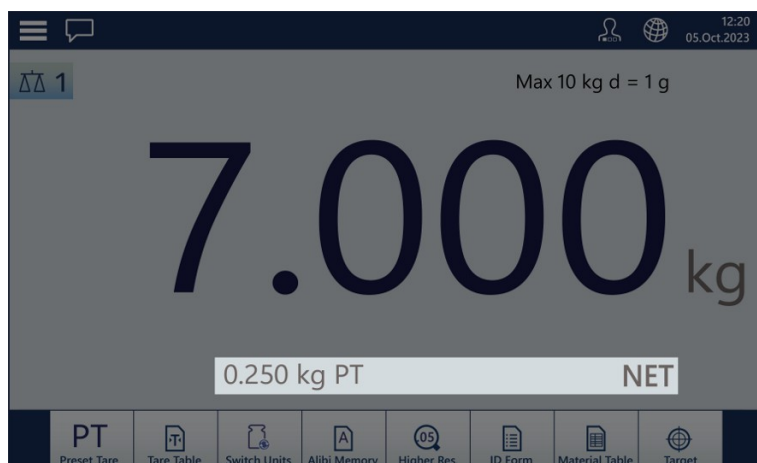 12:20
05.Oct.2023
1
Max 10 kg d = 1 g
7.000 kg
0.250 kg PT NET
PT
Preset Tare
T
Tare Table
Switch Units
A
Alibi Memory
.05
Higher Res.
ID Form
Material Table
Target